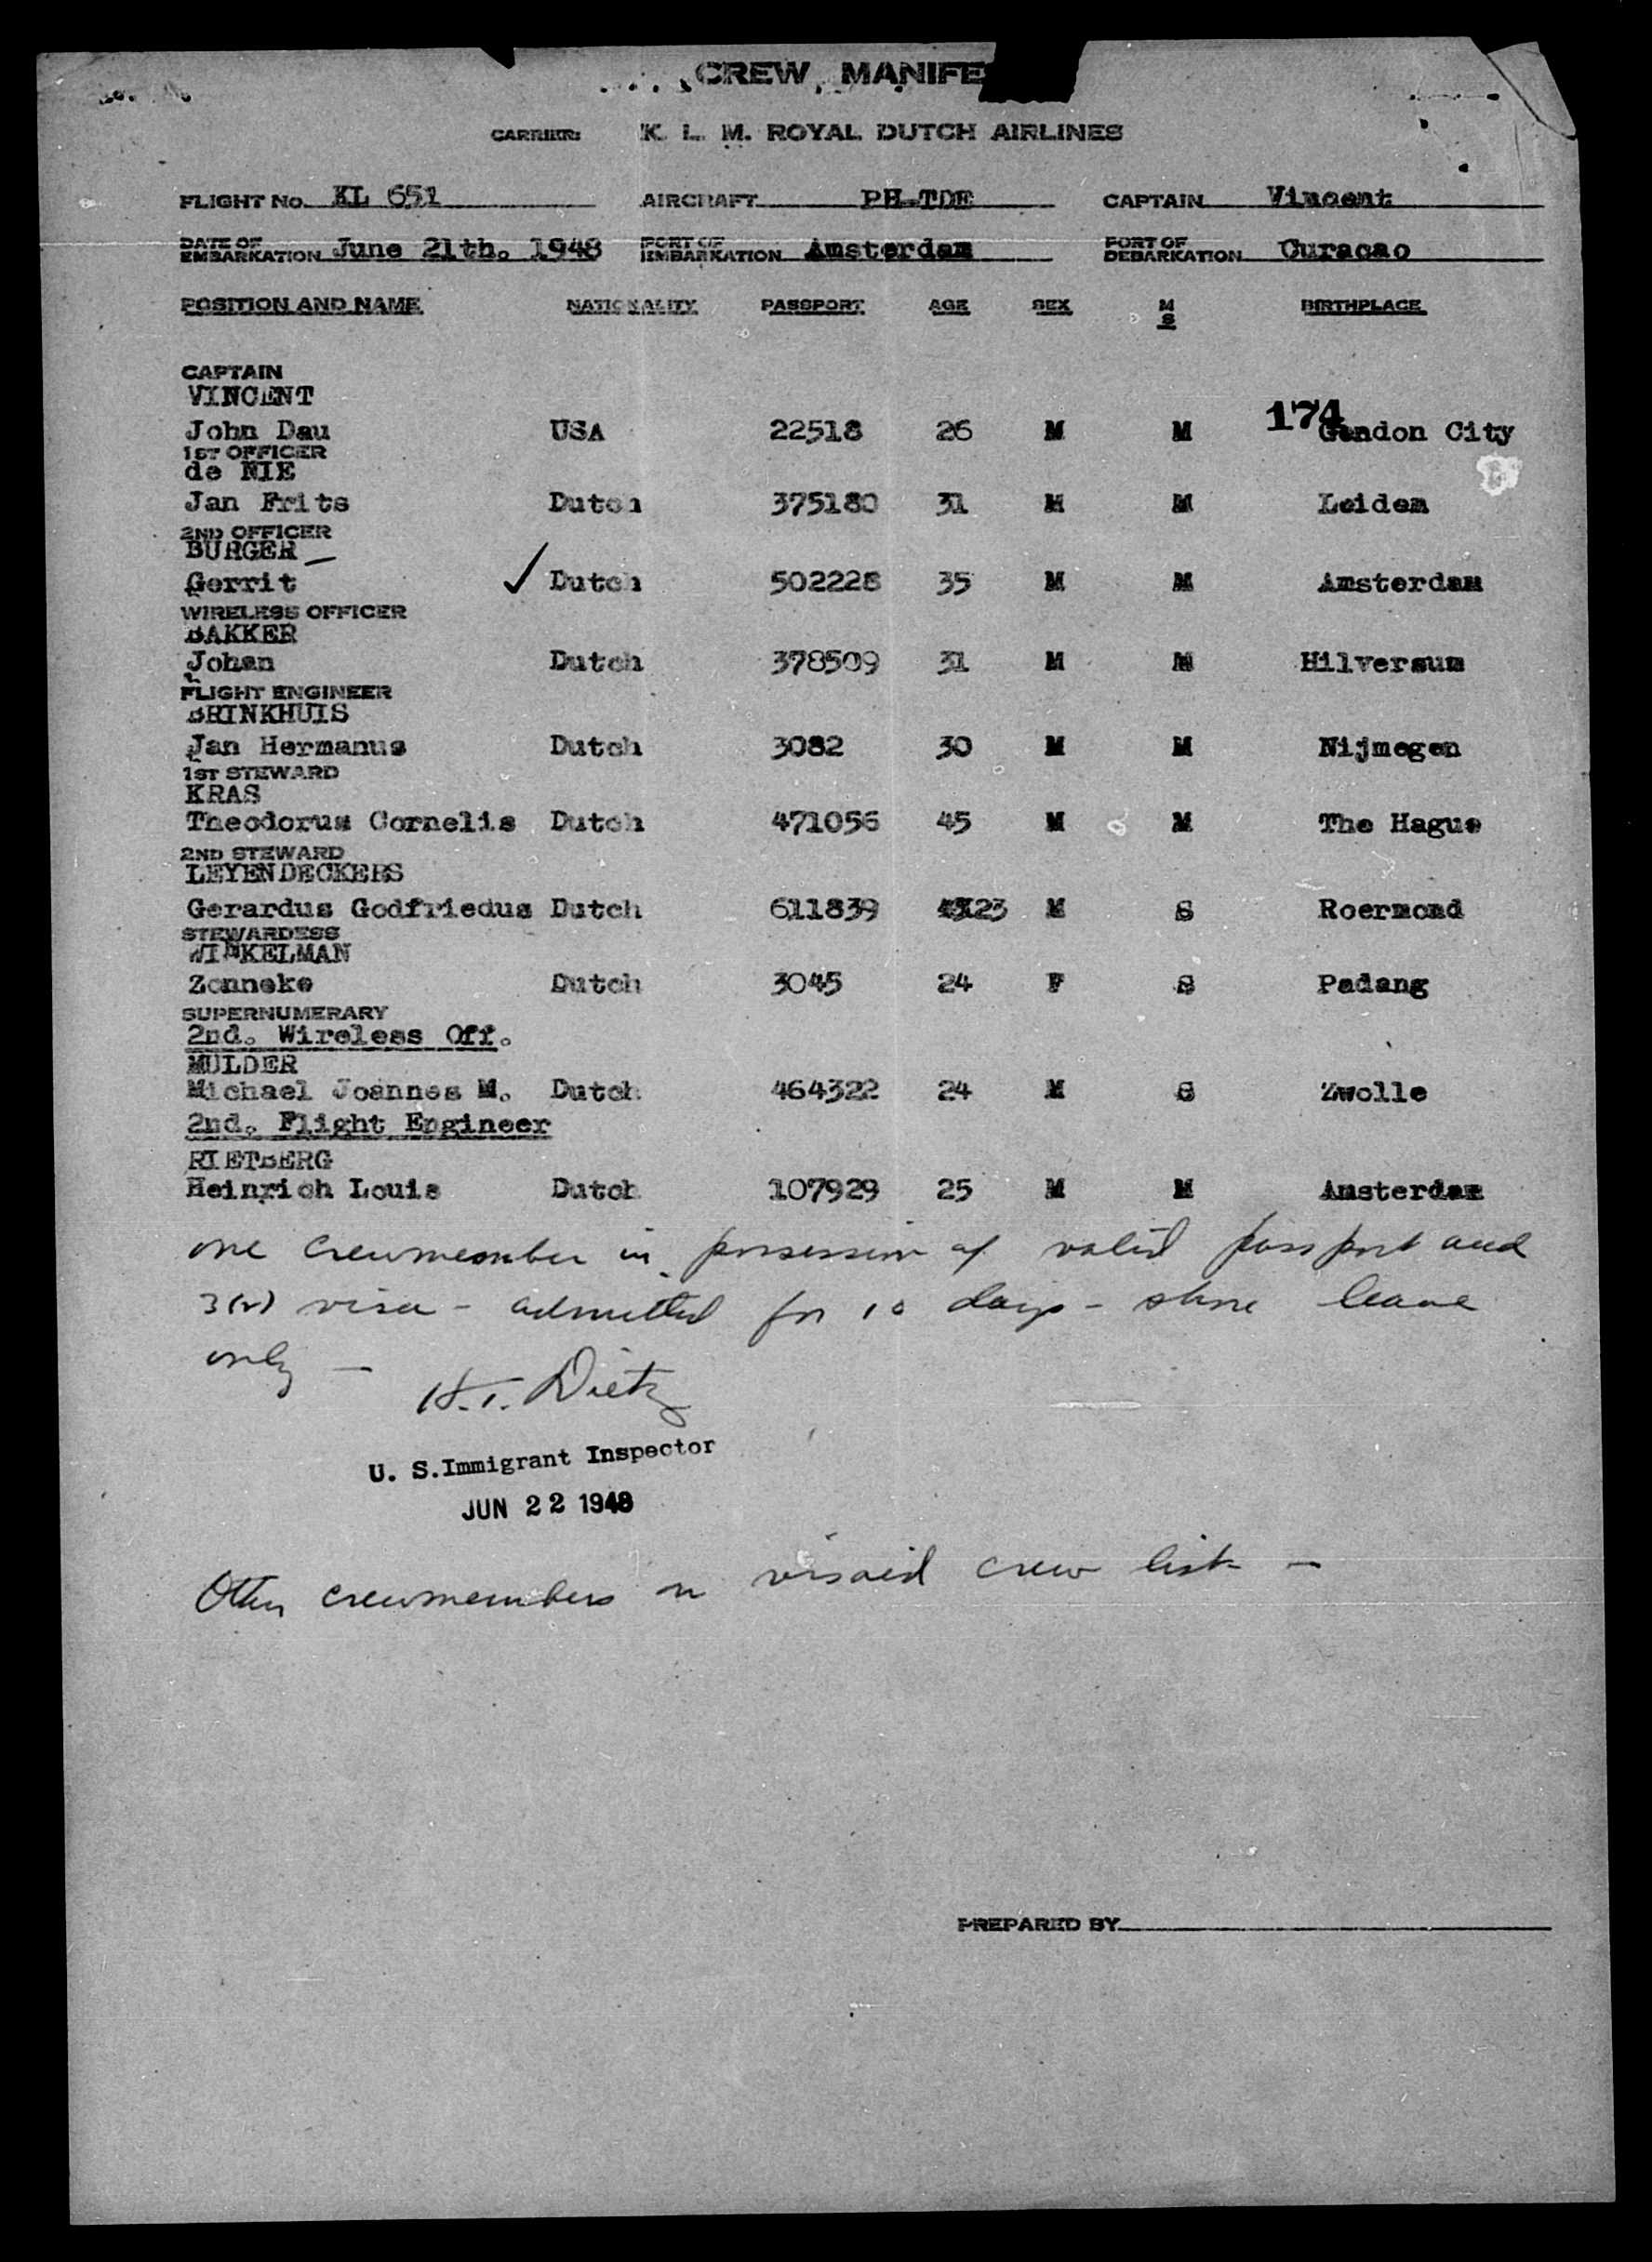 CREW MANIFE
CARRIER: K. L. M. ROYAL DUTCH AIRLINES
FLIGHT No. KL 651 AIRCRAFT PH-TDE CAPTAIN Vincent
DATE OF EMBARKATION June 21th. 1948 PORT OF EMBARKATION Amsterdam PORT OF DEBARKATION Curacao
POSITION AND NAME NATIONALITY PASSPORT AGE SEX M S BIRTHPLACE
CAPTAIN
VINCENT
174
John Dau USA 22518 26 M M Gandon City
1ST OFFICER
de NIE
Jan Frits Dutch 375180 31 M M Leiden
2ND OFFICER
BURGER
Gerrit ✓ Dutch 502228 35 M M Amsterdam
WIRELESS OFFICER
BAKKER
Johan Dutch 378509 31 M M Hilversum
FLIGHT ENGINEER
BRINKHUIS
Jan Hermanus Dutch 3082 30 M M Nijmegen
1ST STEWARD
KRAS
Theodorus Cornelis Dutch 471056 45 M M The Hague
2ND STEWARD
LEYENDECKERS
Gerardus Godfriedus Dutch 611839 23 M S Roermond
STEWARDESS
WINKELMAN
Zonneke Dutch 3045 24 F S Padang
SUPERNUMERARY
2nd. Wireless Off.
MULDER
Michael Joannes M. Dutch 464322 24 M S Zwolle
2nd. Flight Engineer
RIETBERG
Heinrich Louis Dutch 107929 25 M M Amsterdam
one crewmember in possession of valid passport and
3(2) visa - admitted for 10 days - shore leave
only -
H.T. Dietz
U. S. Immigrant Inspector
JUN 22 1948
Other crewmembers on visaed crew list -
PREPARED BY